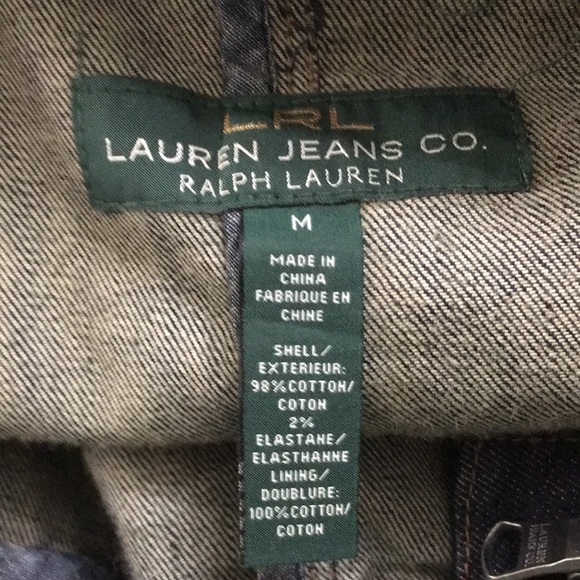 LRL
LAUREN JEANS CO.
RALPH LAUREN
M
MADE IN
CHINA
FABRIQUE EN
CHINE
SHELL/
EXTERIEUR:
98%COTTON/
COTON
2%
ELASTANE/
ELASTHANNE
LINING/
DOUBLURE:
100%COTTON/
COTON